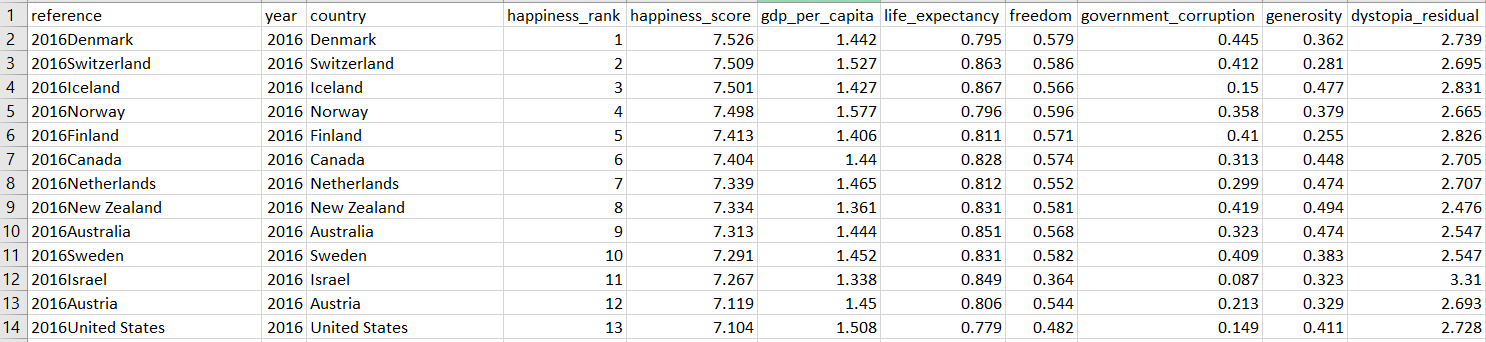 1 reference year country happiness_rank happiness_score gdp_per_capita life_expectancy freedom government_corruption generosity dystopia_residual
2 2016Denmark 2016 Denmark 1 7.526 1.442 0.795 0.579 0.445 0.362 2.739
3 2016Switzerland 2016 Switzerland 2 7.509 1.527 0.863 0.586 0.412 0.281 2.695
4 2016Iceland 2016 Iceland 3 7.501 1.427 0.867 0.566 0.15 0.477 2.831
5 2016Norway 2016 Norway 4 7.498 1.577 0.796 0.596 0.358 0.379 2.665
6 2016Finland 2016 Finland 5 7.413 1.406 0.811 0.571 0.41 0.255 2.826
7 2016Canada 2016 Canada 6 7.404 1.44 0.828 0.574 0.313 0.448 2.705
8 2016Netherlands 2016 Netherlands 7 7.339 1.465 0.812 0.552 0.299 0.474 2.707
9 2016New Zealand 2016 New Zealand 8 7.334 1.361 0.831 0.581 0.419 0.494 2.476
10 2016Australia 2016 Australia 9 7.313 1.444 0.851 0.568 0.323 0.474 2.547
11 2016Sweden 2016 Sweden 10 7.291 1.452 0.831 0.582 0.409 0.383 2.547
12 2016Israel 2016 Israel 11 7.267 1.338 0.849 0.364 0.087 0.323 3.31
13 2016Austria 2016 Austria 12 7.119 1.45 0.806 0.544 0.213 0.329 2.693
14 2016United States 2016 United States 13 7.104 1.508 0.779 0.482 0.149 0.411 2.728